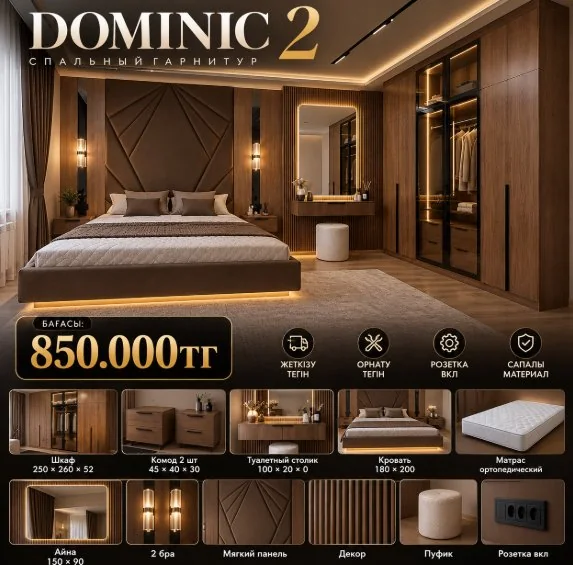 DOMINIC 2
СПАЛЬНЫЙ ГАРНИТУР
БАҒАСЫ:
850.000ТГ
ЖЕТКІЗУ
ТЕГІН
ОРНАТУ
ТЕГІН
РОЗЕТКА
ВКЛ
САПАЛЫ
МАТЕРИАЛ
Шкаф
250 × 260 × 52
Комод 2 шт
45 × 40 × 30
Туалетный столик
100 × 20 × 0
Кровать
180 × 200
Матрас
ортопедический
Айна
150 × 90
2 бра
Мягкий панель
Декор
Пуфик
Розетка вкл